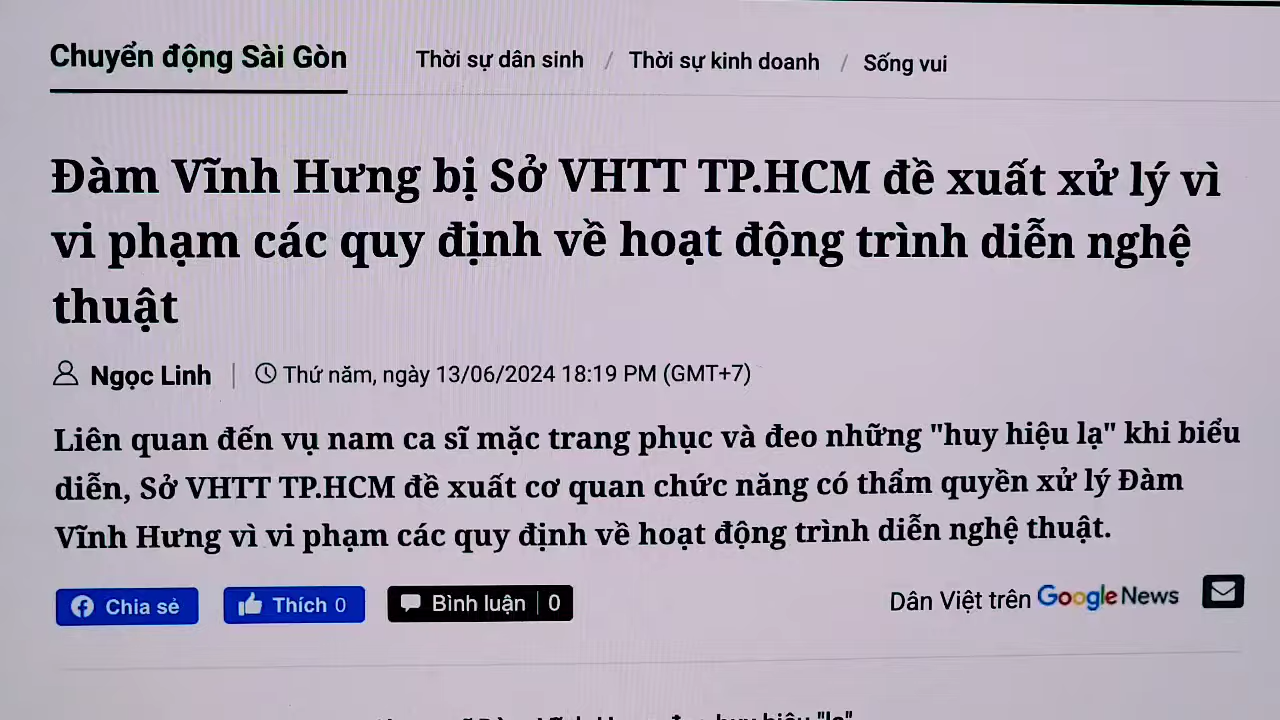 Chuyển động Sài Gòn Thời sự dân sinh / Thời sự kinh doanh / Sống vui
Đàm Vĩnh Hưng bị Sở VHTT TP.HCM đề xuất xử lý vì
vi phạm các quy định về hoạt động trình diễn nghệ
thuật
Ngọc Linh | Thứ năm, ngày 13/06/2024 18:19 PM (GMT+7)
Liên quan đến vụ nam ca sĩ mặc trang phục và đeo những "huy hiệu lạ" khi biểu
diễn, Sở VHTT TP.HCM đề xuất cơ quan chức năng có thẩm quyền xử lý Đàm
Vĩnh Hưng vì vi phạm các quy định về hoạt động trình diễn nghệ thuật.
Chia sẻ Thích 0 Bình luận | 0 Dân Việt trên Google News